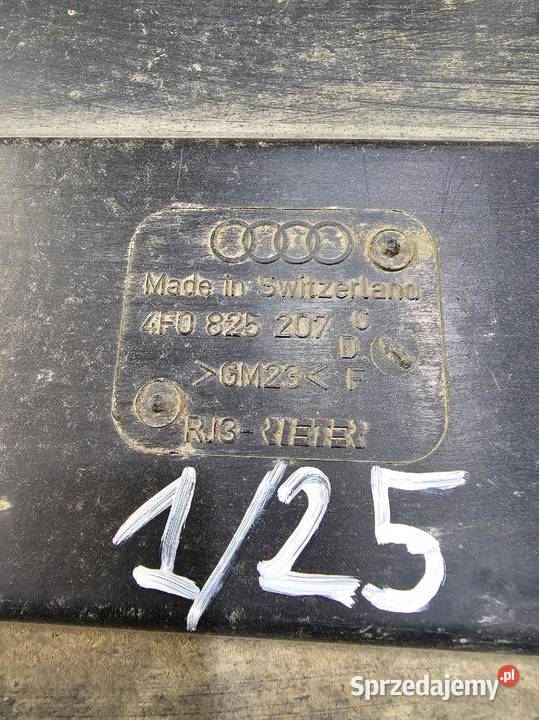 Made in Switzerland
4F0 825 207 C
D
>GM23< F
RJ3-RIETER
1/25
Sprzedajemy.pl